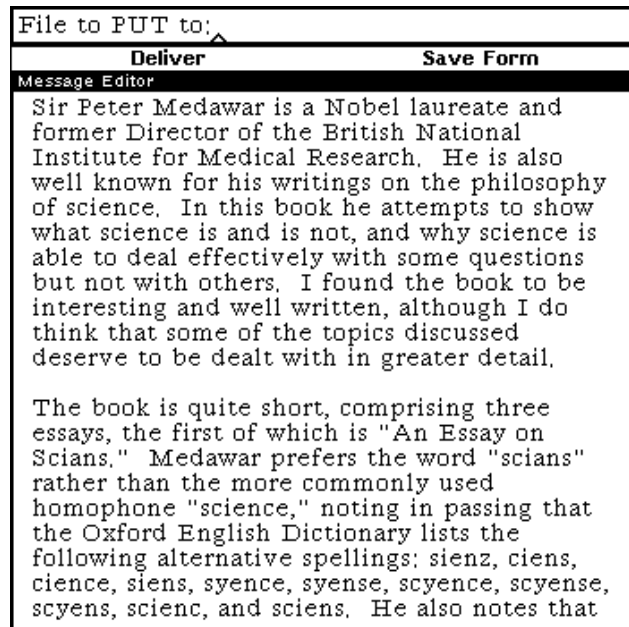 File to PUT to:
Deliver Save Form
Message Editor
Sir Peter Medawar is a Nobel laureate and
former Director of the British National
Institute for Medical Research. He is also
well known for his writings on the philosophy
of science. In this book he attempts to show
what science is and is not, and why science is
able to deal effectively with some questions
but not with others. I found the book to be
interesting and well written, although I do
think that some of the topics discussed
deserve to be dealt with in greater detail.
The book is quite short, comprising three
essays, the first of which is "An Essay on
Scians." Medawar prefers the word "scians"
rather than the more commonly used
homophone "science," noting in passing that
the Oxford English Dictionary lists the
following alternative spellings: sienz, ciens,
cience, siens, syence, syense, scyence, scyense,
scyens, scienc, and sciens. He also notes that